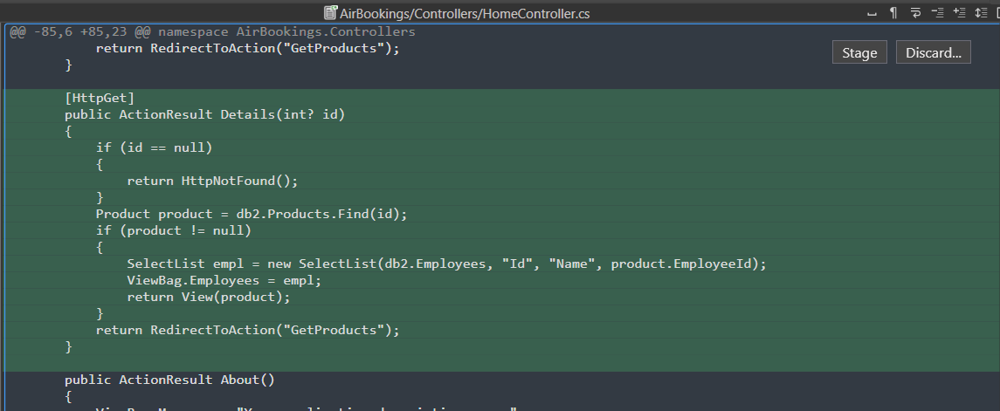 AirBookings/Controllers/HomeController.cs
@@ -85,6 +85,23 @@ namespace AirBookings.Controllers
            return RedirectToAction("GetProducts");
        }
Stage
Discard...
        [HttpGet]
        public ActionResult Details(int? id)
        {
            if (id == null)
            {
                return HttpNotFound();
            }
            Product product = db2.Products.Find(id);
            if (product != null)
            {
                SelectList empl = new SelectList(db2.Employees, "Id", "Name", product.EmployeeId);
                ViewBag.Employees = empl;
                return View(product);
            }
            return RedirectToAction("GetProducts");
        }
        public ActionResult About()
        {